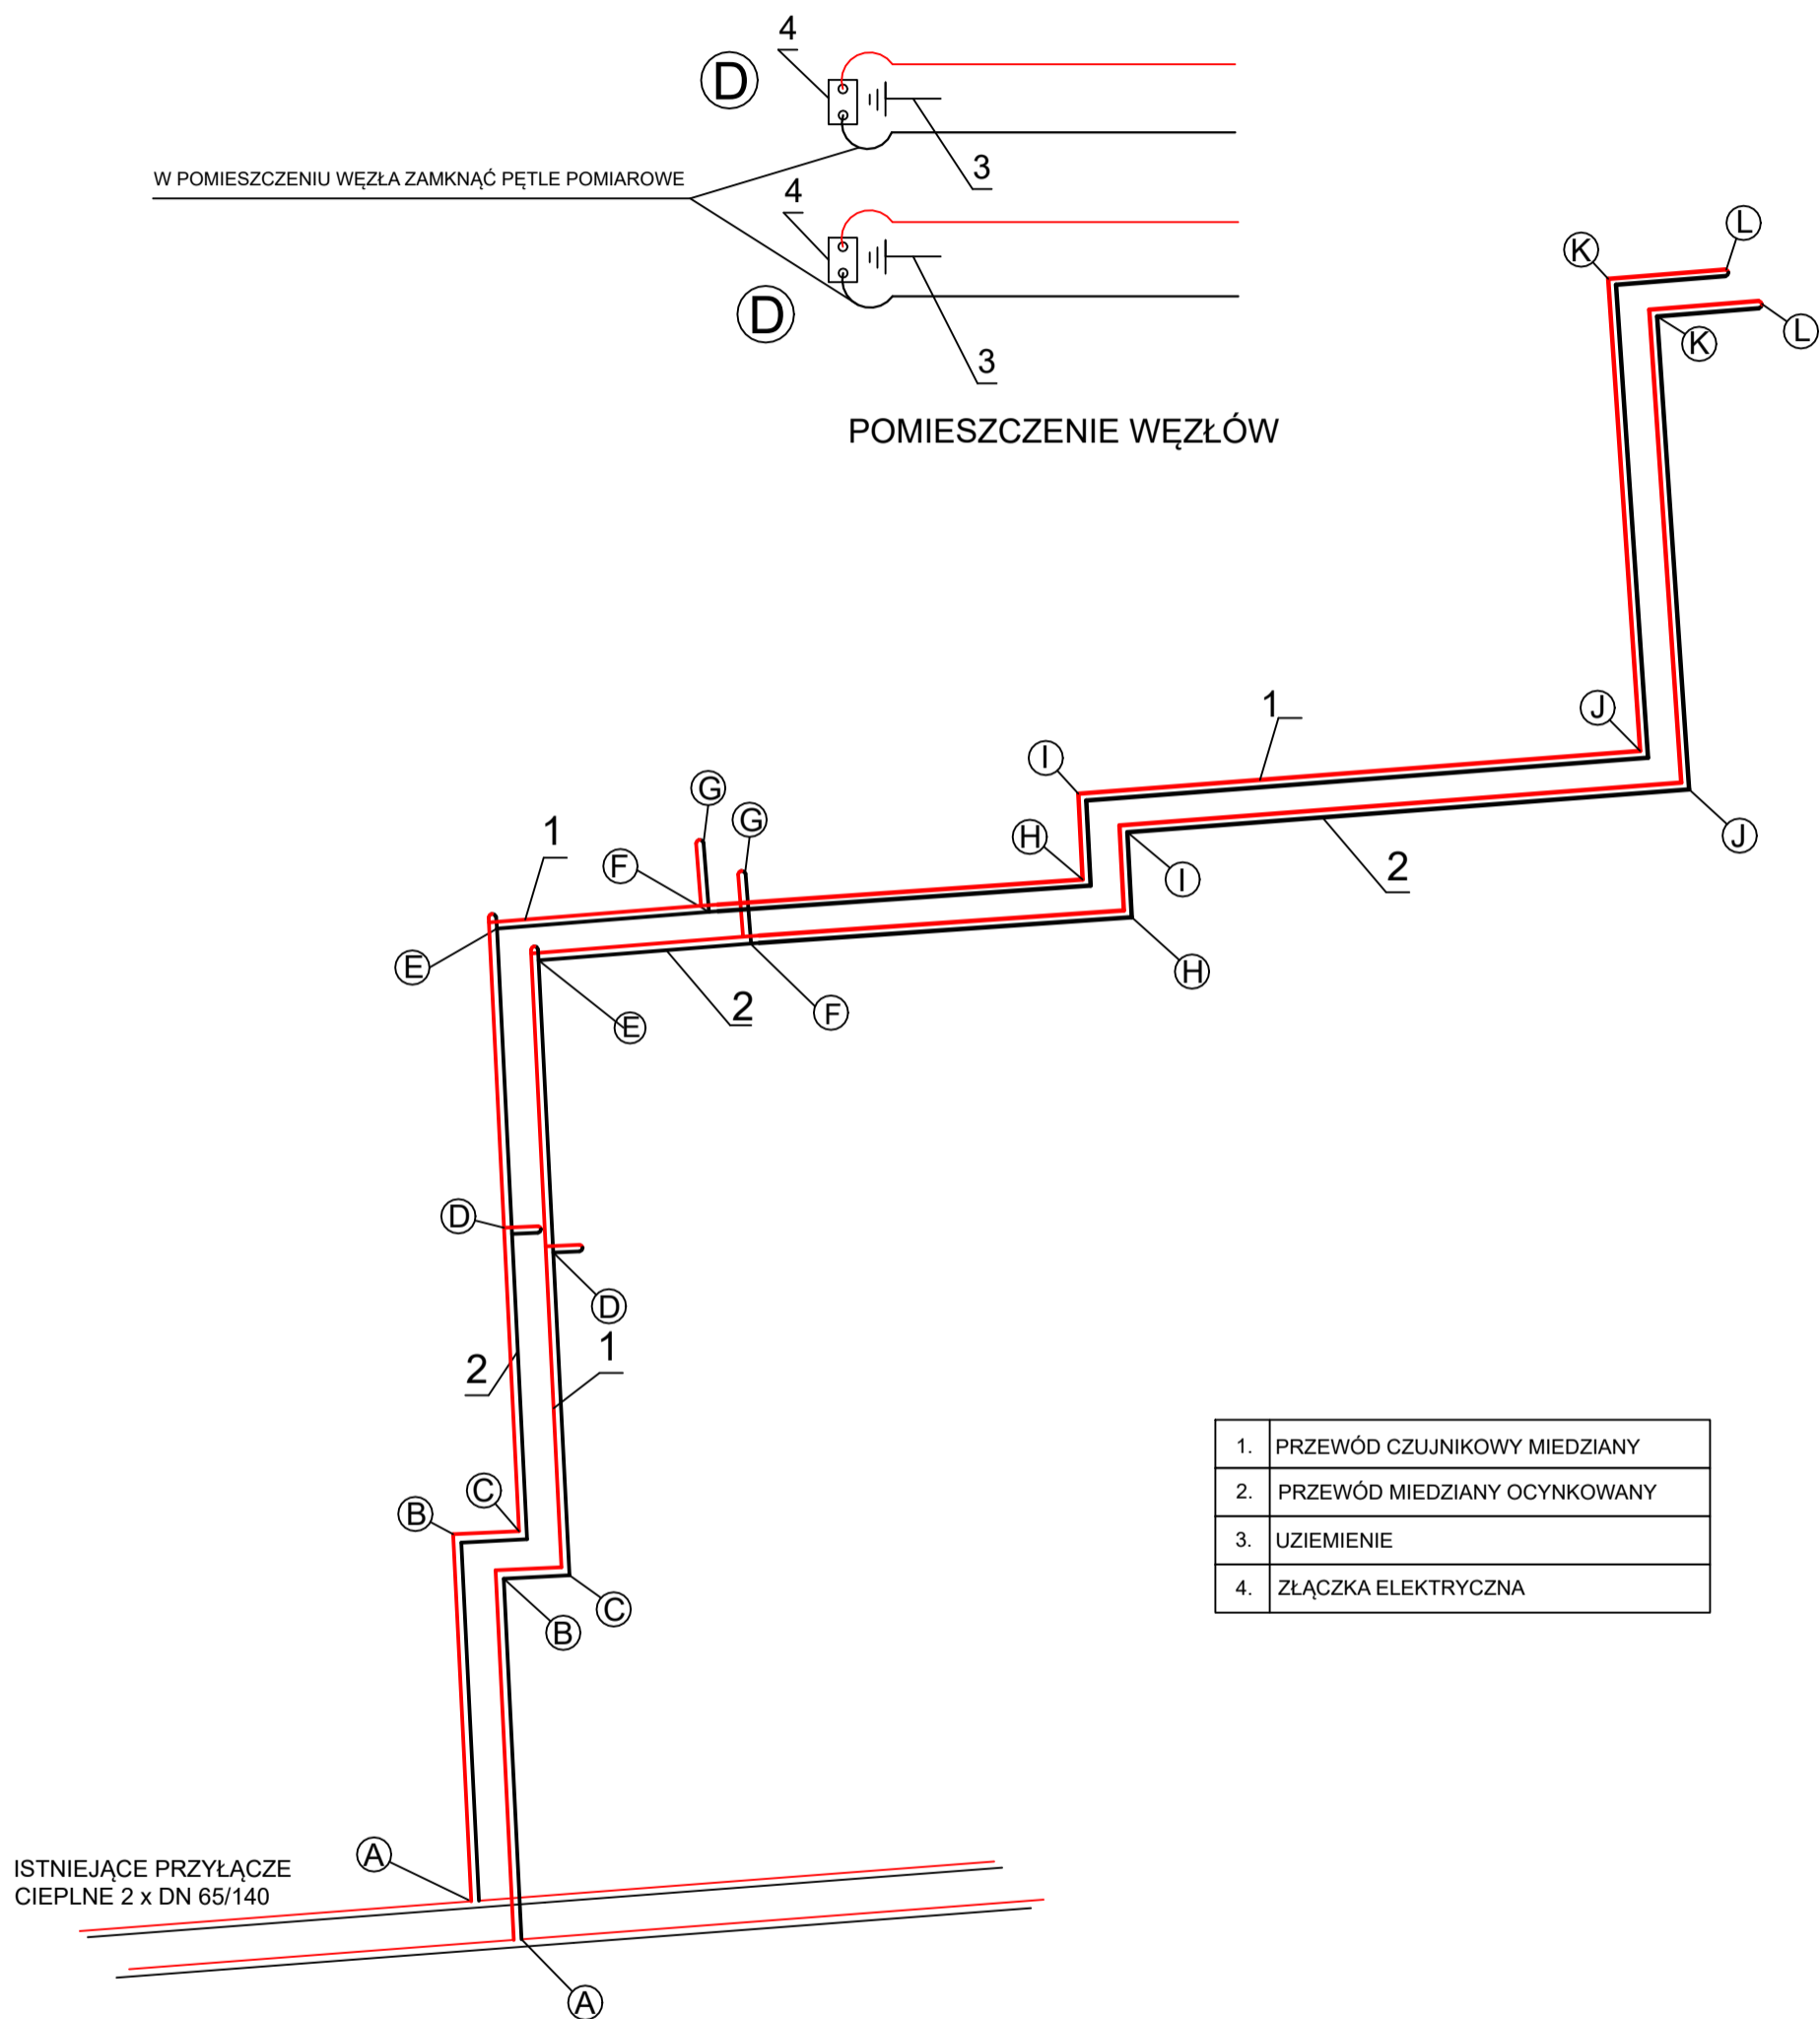 4
D
3
W POMIESZCZENIU WĘZŁA ZAMKNĄĆ PĘTLE POMIAROWE
4
D
3
POMIESZCZENIE WĘZŁÓW
L
K
L
K
1
J
I
G
G
1
H
J
F
2
I
E
H
2
F
E
D
D
1
2
C
B
C
B
1. PRZEWÓD CZUJNIKOWY MIEDZIANY
2. PRZEWÓD MIEDZIANY OCYNKOWANY
3. UZIEMIENIE
4. ZŁĄCZKA ELEKTRYCZNA
A
ISTNIEJĄCE PRZYŁĄCZE
CIEPLNE 2 x DN 65/140
A